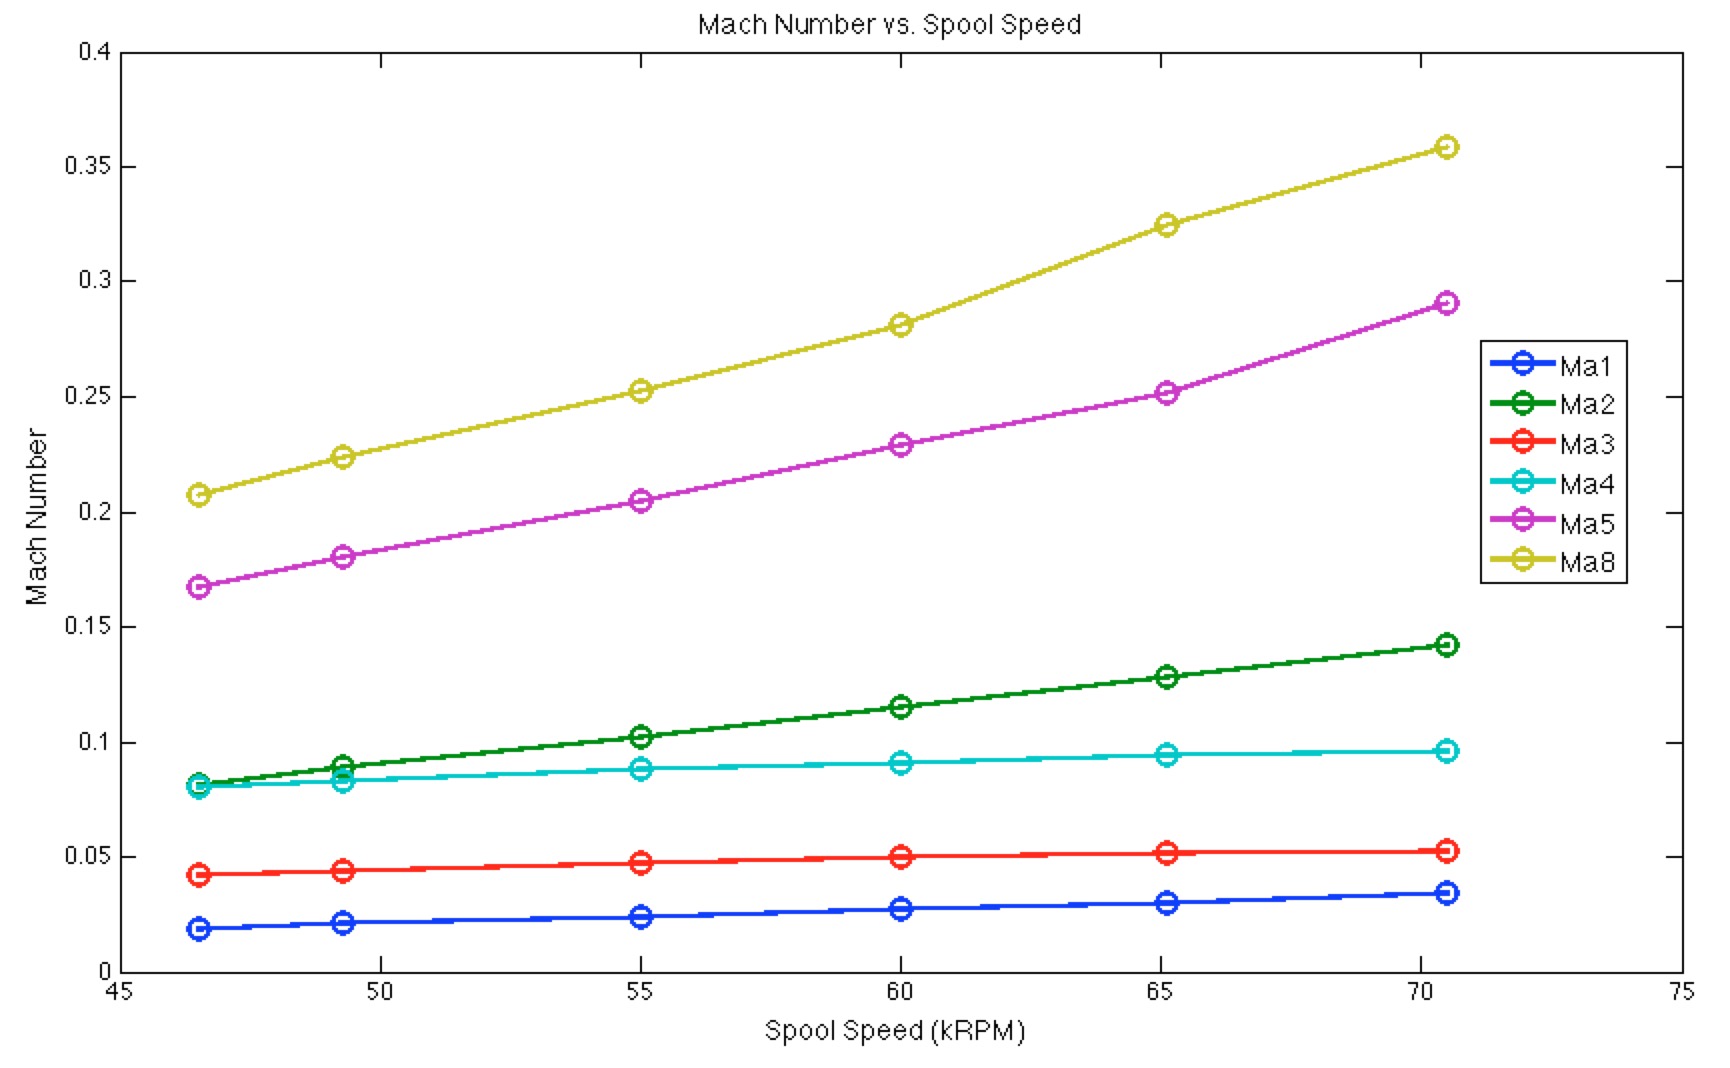 Mach Number vs. Spool Speed
0.4
0.35
0.3
0.25
0.2
0.15
0.1
0.05
0
Mach Number
45 50 55 60 65 70 75
Spool Speed (kRPM)
Ma1
Ma2
Ma3
Ma4
Ma5
Ma8